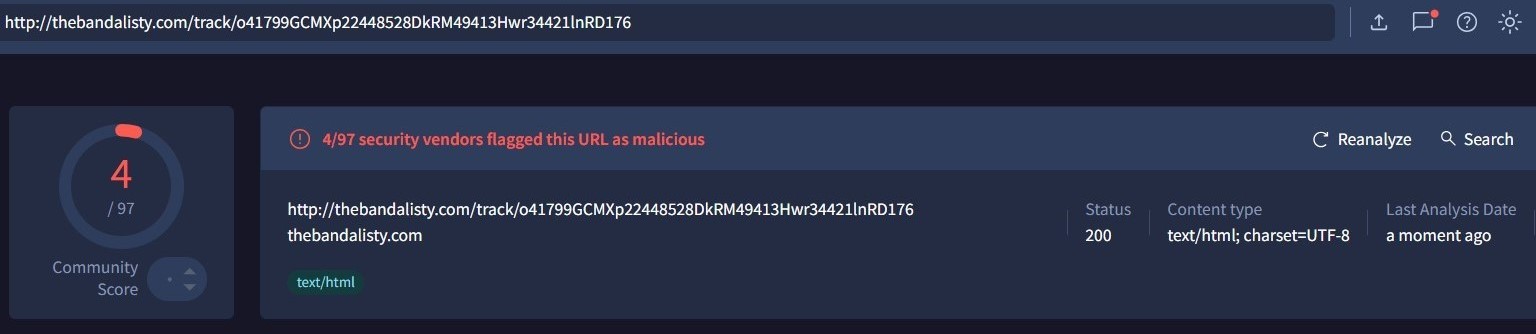 http://thebandalisty.com/track/o41799GCMXp22448528DkRM49413Hwr34421lnRD176
4
/ 97
Community
Score
4/97 security vendors flagged this URL as malicious
Reanalyze
Search
http://thebandalisty.com/track/o41799GCMXp22448528DkRM49413Hwr34421lnRD176
thebandalisty.com
text/html
Status
200
Content type
text/html; charset=UTF-8
Last Analysis Date
a moment ago